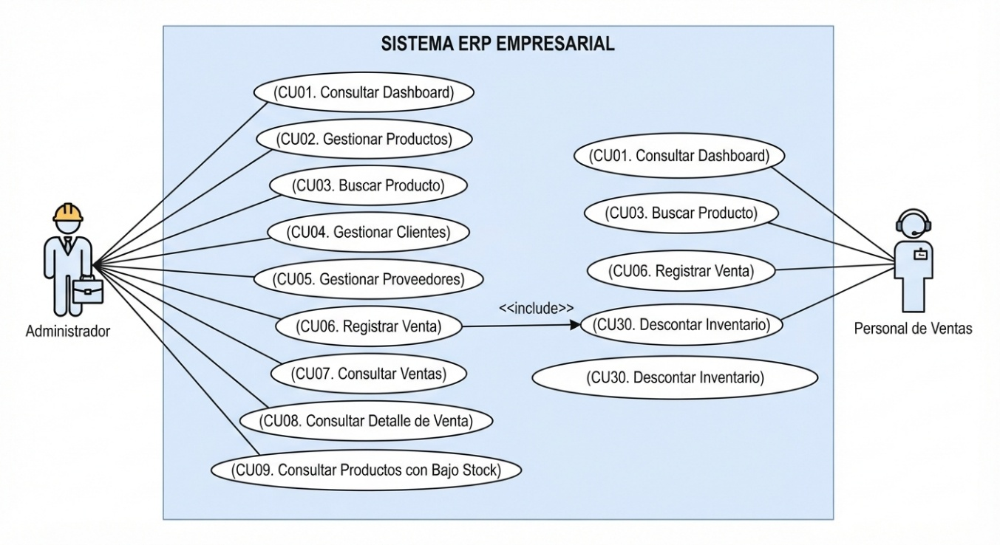 SISTEMA ERP EMPRESARIAL
(CU01. Consultar Dashboard)
(CU02. Gestionar Productos)
(CU03. Buscar Producto)
(CU04. Gestionar Clientes)
(CU05. Gestionar Proveedores)
(CU06. Registrar Venta)
(CU07. Consultar Ventas)
(CU08. Consultar Detalle de Venta)
(CU09. Consultar Productos con Bajo Stock)
<<include>>
(CU01. Consultar Dashboard)
(CU03. Buscar Producto)
(CU06. Registrar Venta)
(CU30. Descontar Inventario)
(CU30. Descontar Inventario)
Administrador
Personal de Ventas